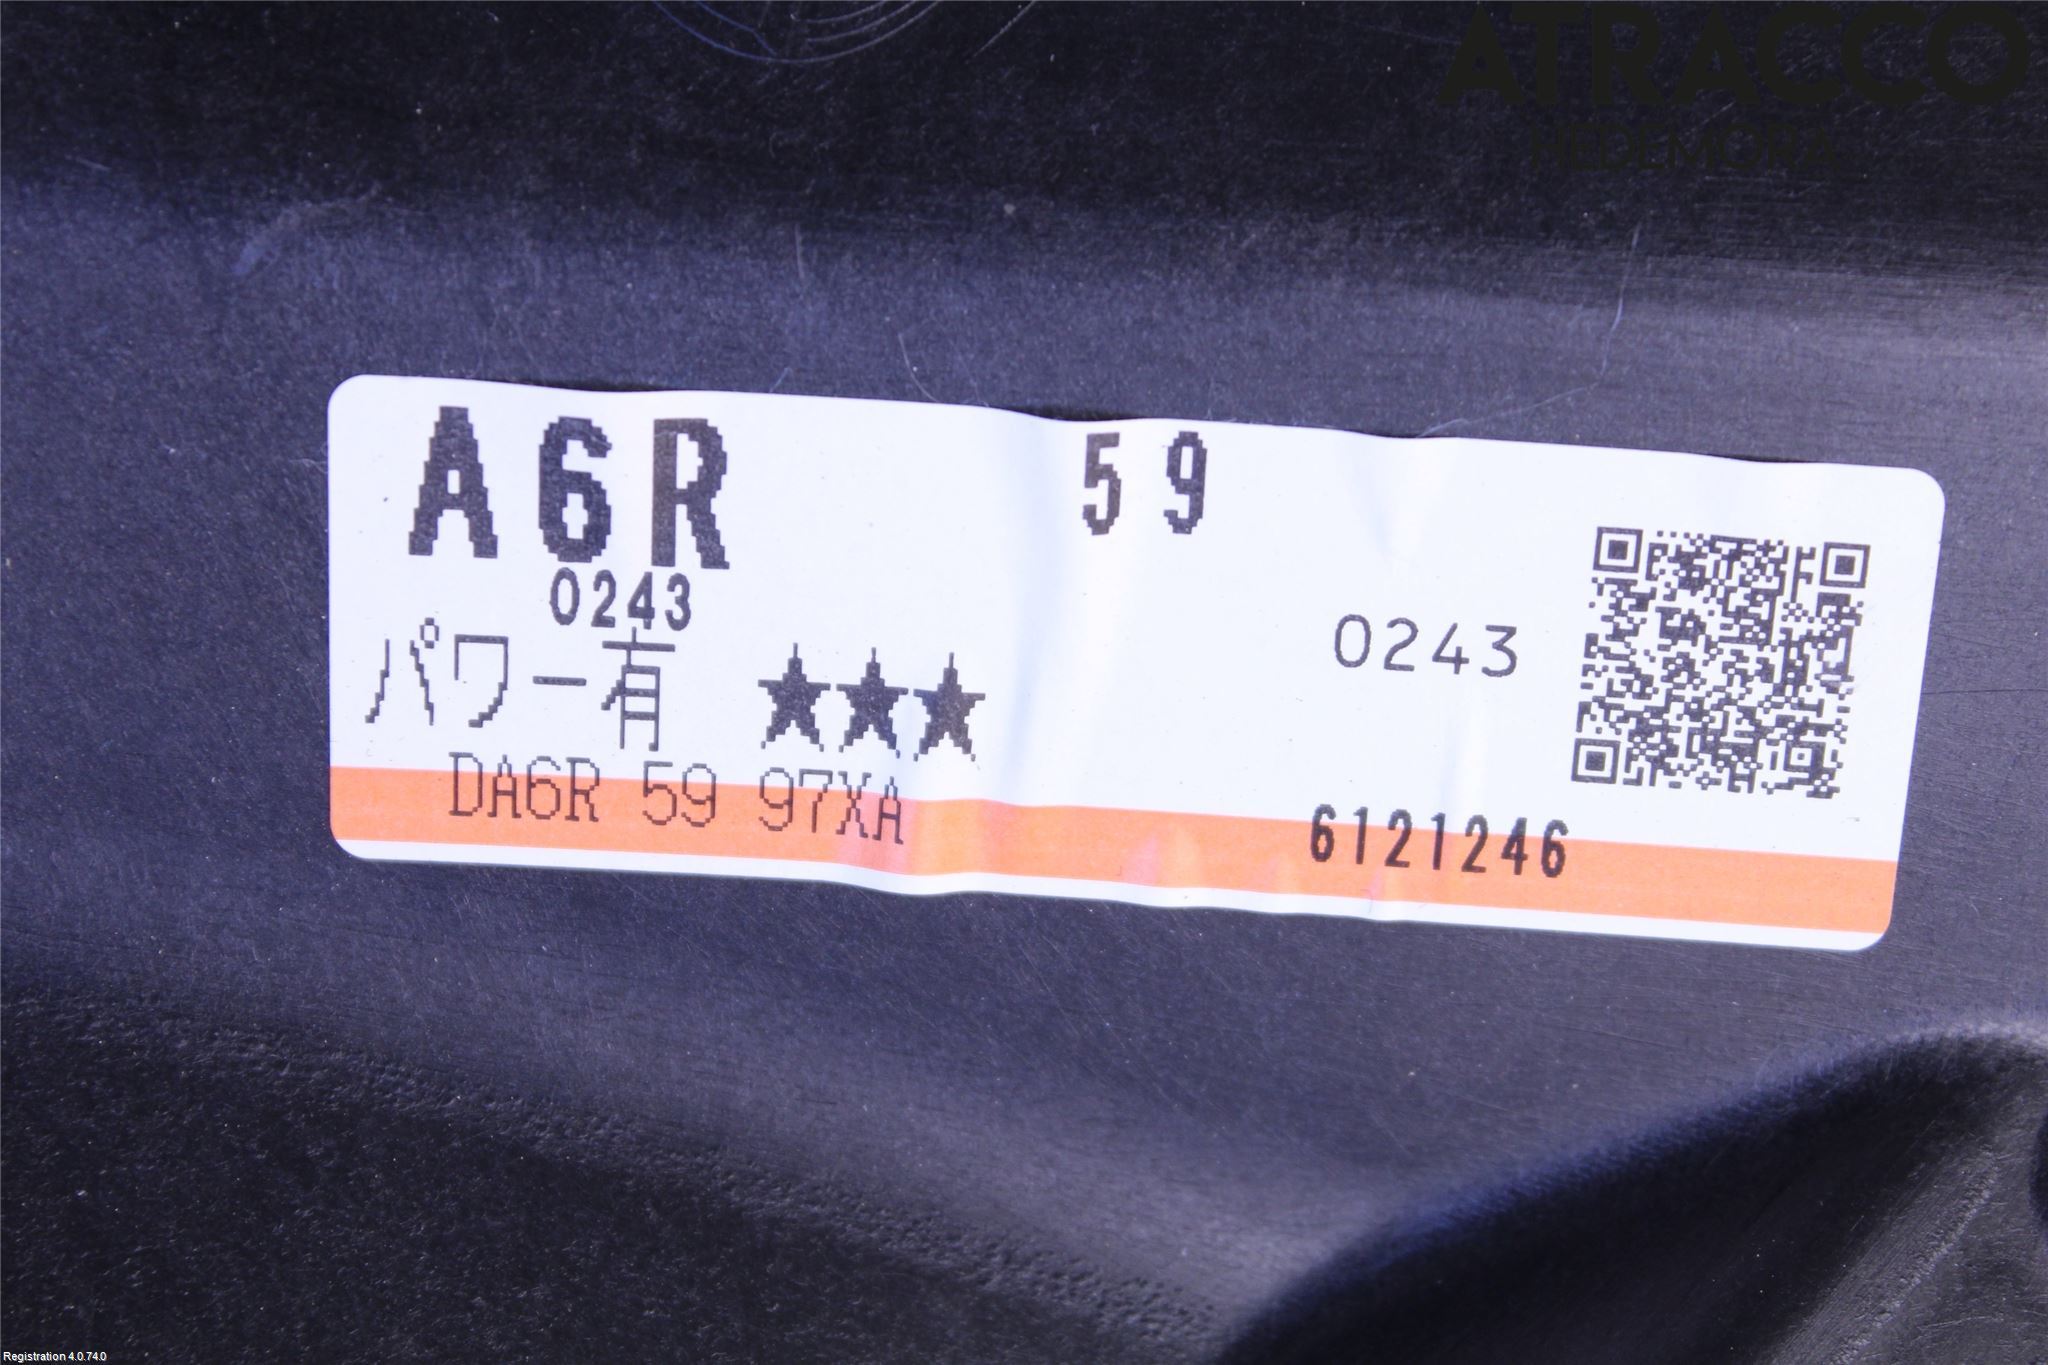 ATRACCO
HEDEMORA
A6R 59
0243
パワー有 ★★★ 0243
DA6R 59 97XA 6121246
Registration 4.0.74.0